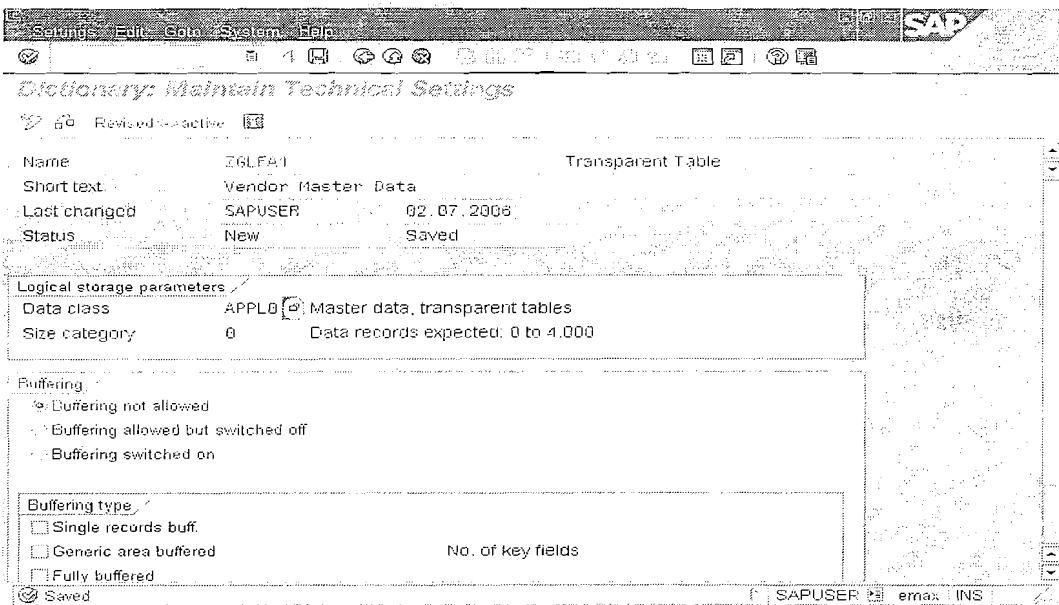 Settings Edit Goto System Help
SAP
Dictionary: Maintain Technical Settings
Revised<->active
Name ZGLFA1 Transparent Table
Short text Vendor Master Data
Last changed SAPUSER 02.07.2006
Status New Saved
Logical storage parameters
Data class APPL0 Master data, transparent tables
Size category 0 Data records expected: 0 to 4.000
Buffering
Buffering not allowed
Buffering allowed but switched off
Buffering switched on
Buffering type
Single records buff.
Generic area buffered No. of key fields
Fully buffered
Saved SAPUSER emax INS